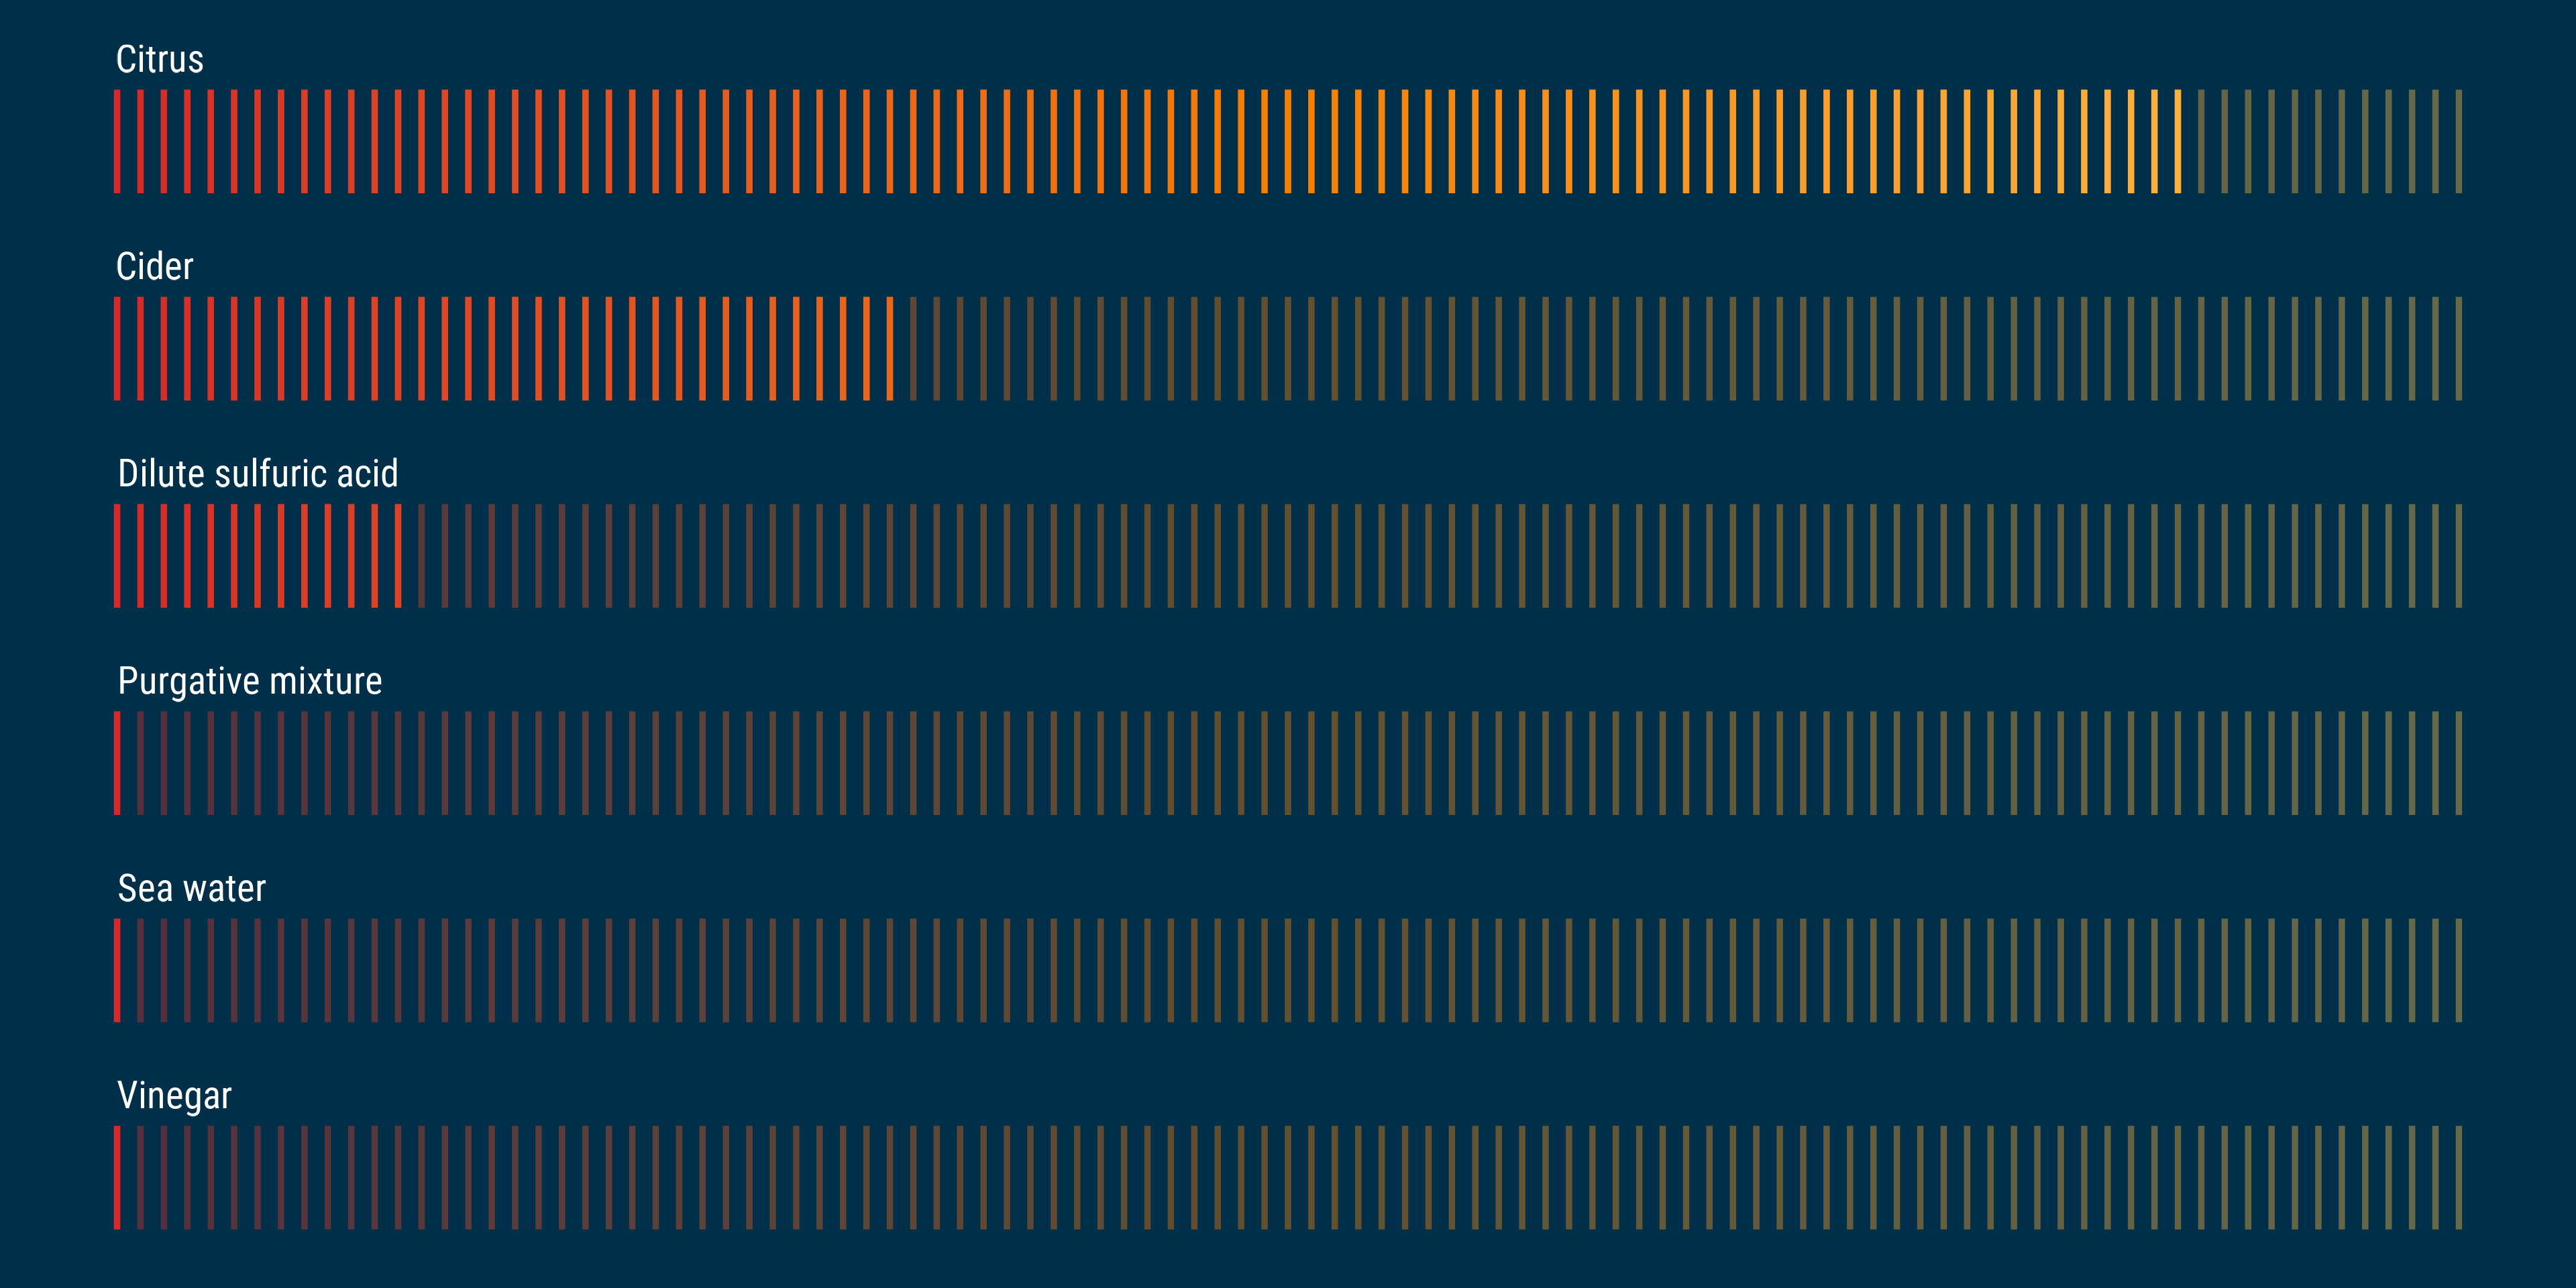 Citrus
Cider
Dilute sulfuric acid
Purgative mixture
Sea water
Vinegar